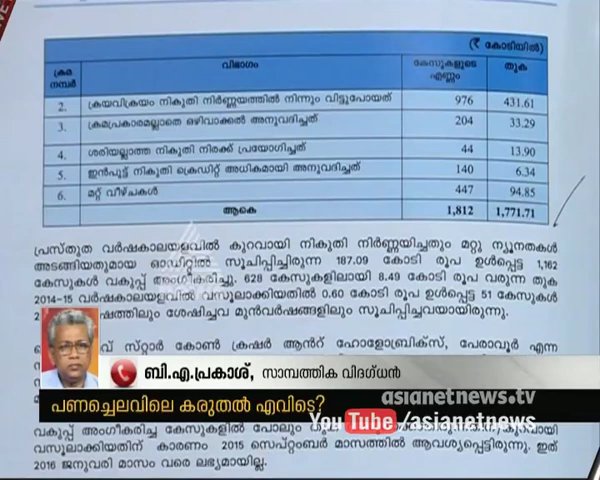 (₹ കോടിയിൽ)
ക്രമ നമ്പർ വിഭാഗം കേസുകളുടെ എണ്ണം തുക
2. ക്രയവിക്രയം നികുതി നിർണ്ണയത്തിൽ നിന്നും വിട്ടുപോയത് 976 431.61
3. ക്രമപ്രകാരമല്ലാതെ ഒഴിവാക്കൽ അനുവദിച്ചത് 204 33.29
4. ശരിയല്ലാത്ത നികുതി നിരക്ക് പ്രയോഗിച്ചത് 44 13.90
5. ഇൻപുട്ട് നികുതി ക്രെഡിറ്റ് അധികമായി അനുവദിച്ചത് 140 6.34
6. മറ്റ് വീഴ്ചകൾ 447 94.85
ആകെ 1,812 1,771.71
പ്രസ്തുത വർഷകാലയളവിൽ കുറവായി നികുതി നിർണ്ണയിച്ചതും മറ്റു ന്യൂനതകൾ
അടങ്ങിയതുമായ ഓഡിറ്റിൽ സൂചിപ്പിച്ചിരുന്ന 187.09 കോടി രൂപ ഉൾപ്പെട്ട 1,162
കേസുകൾ വകുപ്പ് അംഗീകരിച്ചു. 628 കേസുകളിലായി 8.49 കോടി രൂപ വരുന്ന തുക
2014-15 വർഷകാലയളവിൽ വസൂലാക്കിയതിൽ 0.60 കോടി രൂപ ഉൾപ്പെട്ട 51 കേസുകൾ
ശേഷിച്ചവ മുൻവർഷങ്ങളിലും സൂചിപ്പിച്ചവയായിരുന്നു.
സ്റ്റാർ കോൺ ക്രഷർ ആൻറ് ഹോളോബ്രിക്സ്, പേരാവൂർ എന്ന
ബി.എ.പ്രകാശ്, സാമ്പത്തിക വിദഗ്ധൻ
പണച്ചെലവിലെ കരുതൽ എവിടെ?
asianetnews.tv
YouTube /asianetnews
വകുപ്പ് അംഗീകരിച്ച കേസുകളിൽ പോലും
വസൂലാക്കിയതിന് കാരണം 2015 സെപ്റ്റംബർ മാസത്തിൽ ആവശ്യപ്പെട്ടിരുന്നു. ഇത്
2016 ജനുവരി മാസം വരെ ലഭ്യമായില്ല.